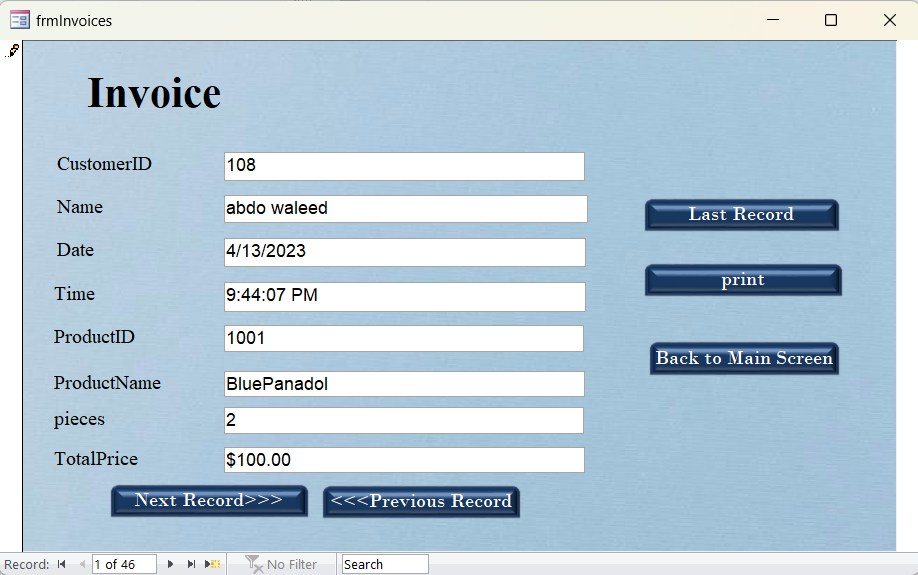 frmInvoices
Invoice
CustomerID 108
Name abdo waleed
Last Record
Date 4/13/2023
print
Time 9:44:07 PM
ProductID 1001
Back to Main Screen
ProductName BluePanadol
pieces 2
TotalPrice $100.00
Next Record>>> <<<Previous Record
Record: 1 of 46 No Filter Search